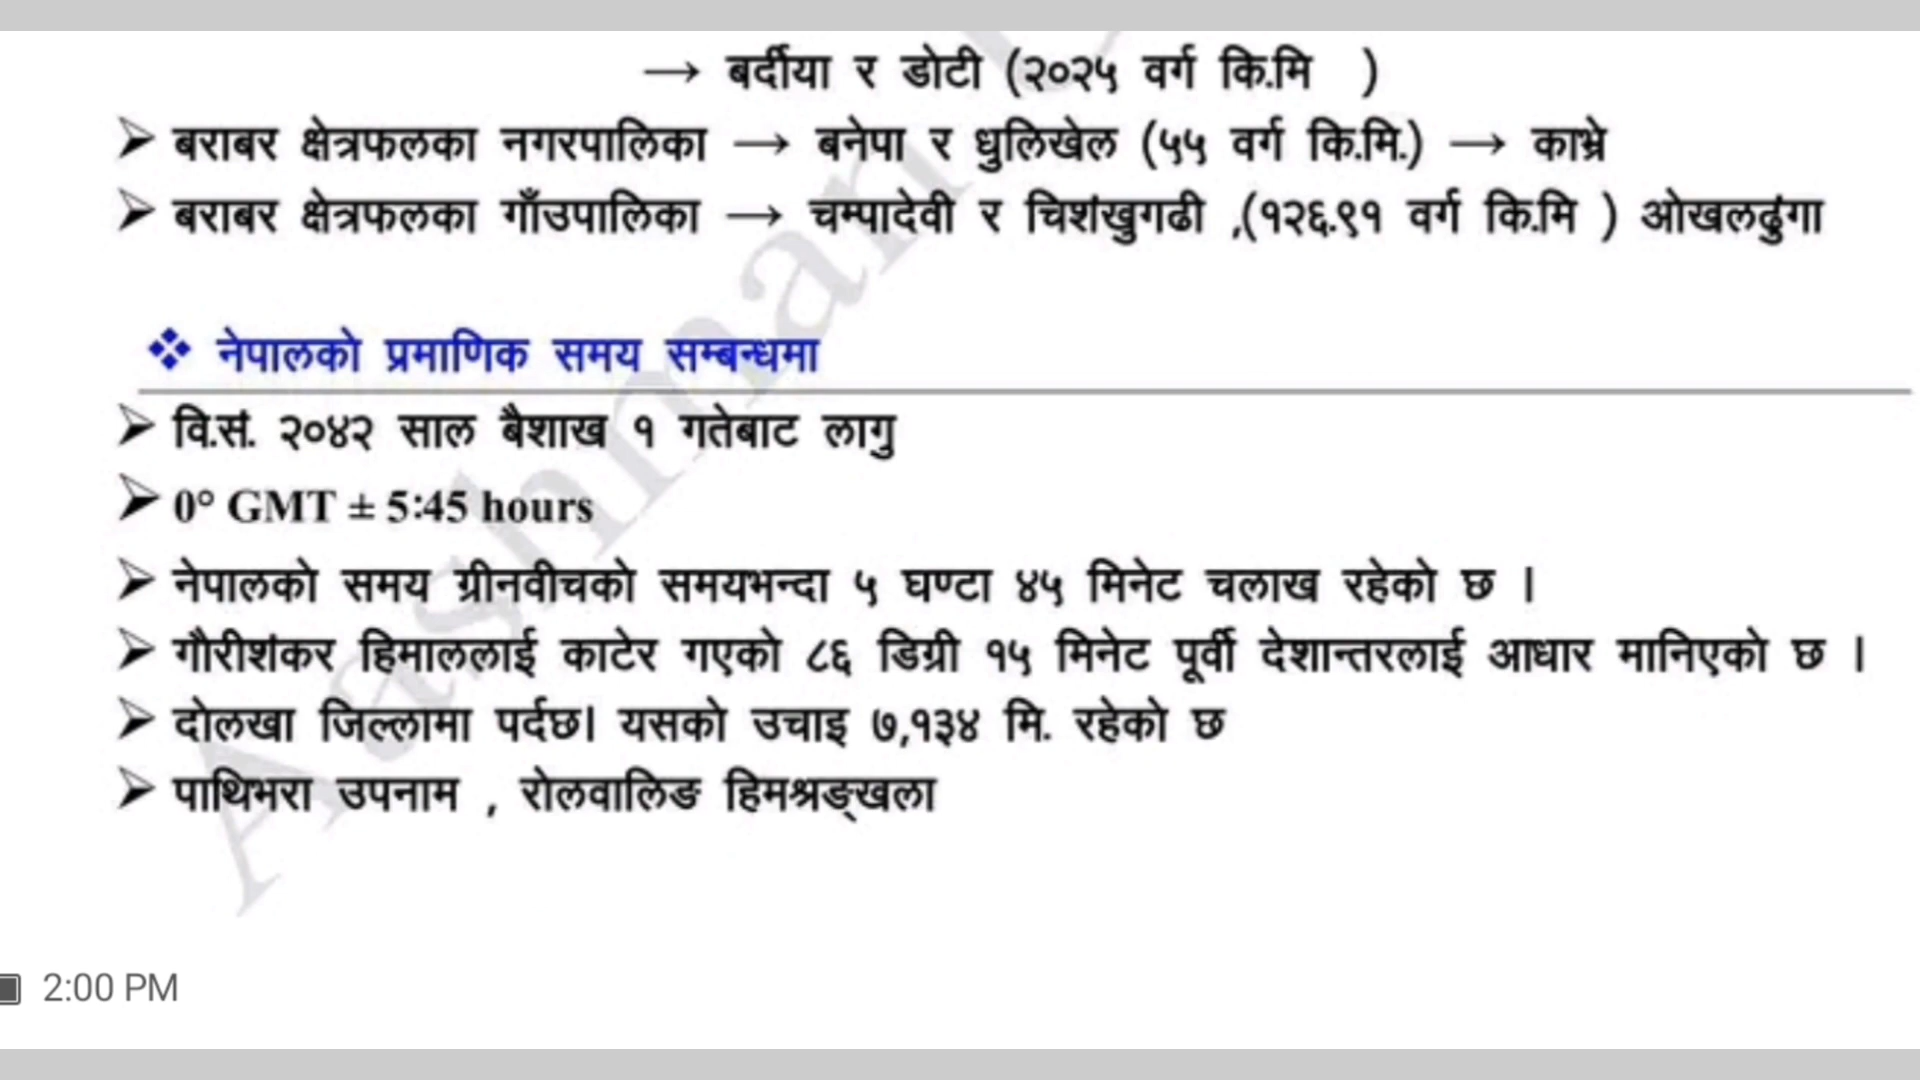 → बर्दीया र डोटी (२०२५ वर्ग कि.मि )
➢ बराबर क्षेत्रफलका नगरपालिका → बनेपा र धुलिखेल (५५ वर्ग कि.मि.) → काभ्रे
➢ बराबर क्षेत्रफलका गाँउपालिका → चम्पादेवी र चिशंखुगढी ,(१२६.९१ वर्ग कि.मि ) ओखलढुंगा
❖ नेपालको प्रमाणिक समय सम्बन्धमा
➢ वि.सं. २०४२ साल बैशाख १ गतेबाट लागु
➢ 0° GMT ± 5:45 hours
➢ नेपालको समय ग्रीनवीचको समयभन्दा ५ घण्टा ४५ मिनेट चलाख रहेको छ ।
➢ गौरीशंकर हिमाललाई काटेर गएको ८६ डिग्री १५ मिनेट पूर्वी देशान्तरलाई आधार मानिएको छ ।
➢ दोलखा जिल्लामा पर्दछ। यसको उचाइ ७,१३४ मि. रहेको छ
➢ पाथिभरा उपनाम , रोलवालिङ हिमश्रङ्खला
2:00 PM